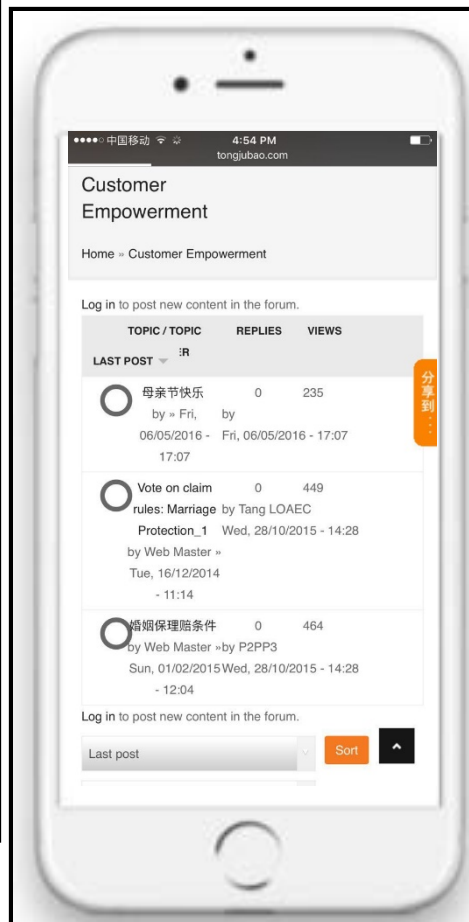 中国移动 4:54 PM
tongjubao.com
Customer
Empowerment
Home » Customer Empowerment
Log in to post new content in the forum.
TOPIC / TOPIC REPLIES VIEWS
LAST POST
母亲节快乐 0 235
by » Fri, by
06/05/2016 - Fri, 06/05/2016 - 17:07
17:07
Vote on claim 0 449
rules: Marriage by Tang LOAEC
Protection_1 Wed, 28/10/2015 - 14:28
by Web Master »
Tue, 16/12/2014
- 11:14
婚姻保理赔条件 0 464
by Web Master » by P2PP3
Sun, 01/02/2015 Wed, 28/10/2015 - 14:28
- 12:04
Log in to post new content in the forum.
Last post Sort
分享到...